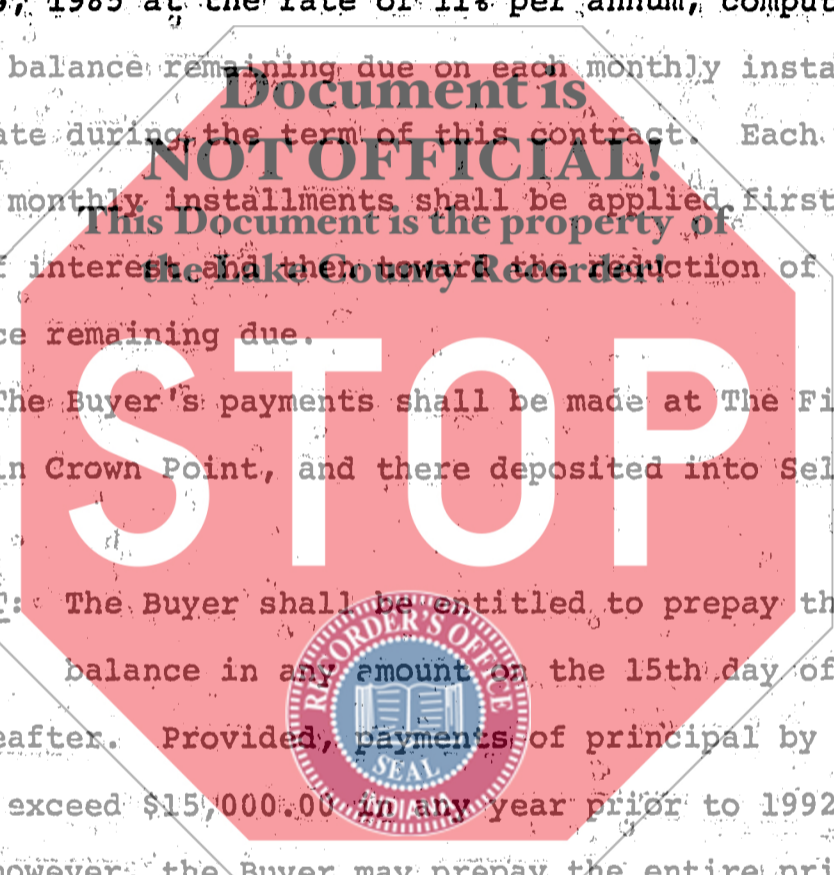 , 1985 at the rate of 11% per annum, comput
balance remaining due on each monthly insta
Document is
ate during the term of this contract. Each
NOT OFFICIAL!
monthly installments shall be applied first
This Document is the property of
f interest and then toward the reduction of
the Lake County Recorder!
ce remaining due.
STOP
The Buyer's payments shall be made at The Fi
in Crown Point, and there deposited into Sel
T: The Buyer shall be entitled to prepay th
RECORDER'S OFFICE
balance in any amount on the 15th day of
eafter. Provided, payments of principal by
SEAL
INDIANA
exceed $15,000.00 in any year prior to 1992
however, the Buyer may prepay the entire pri